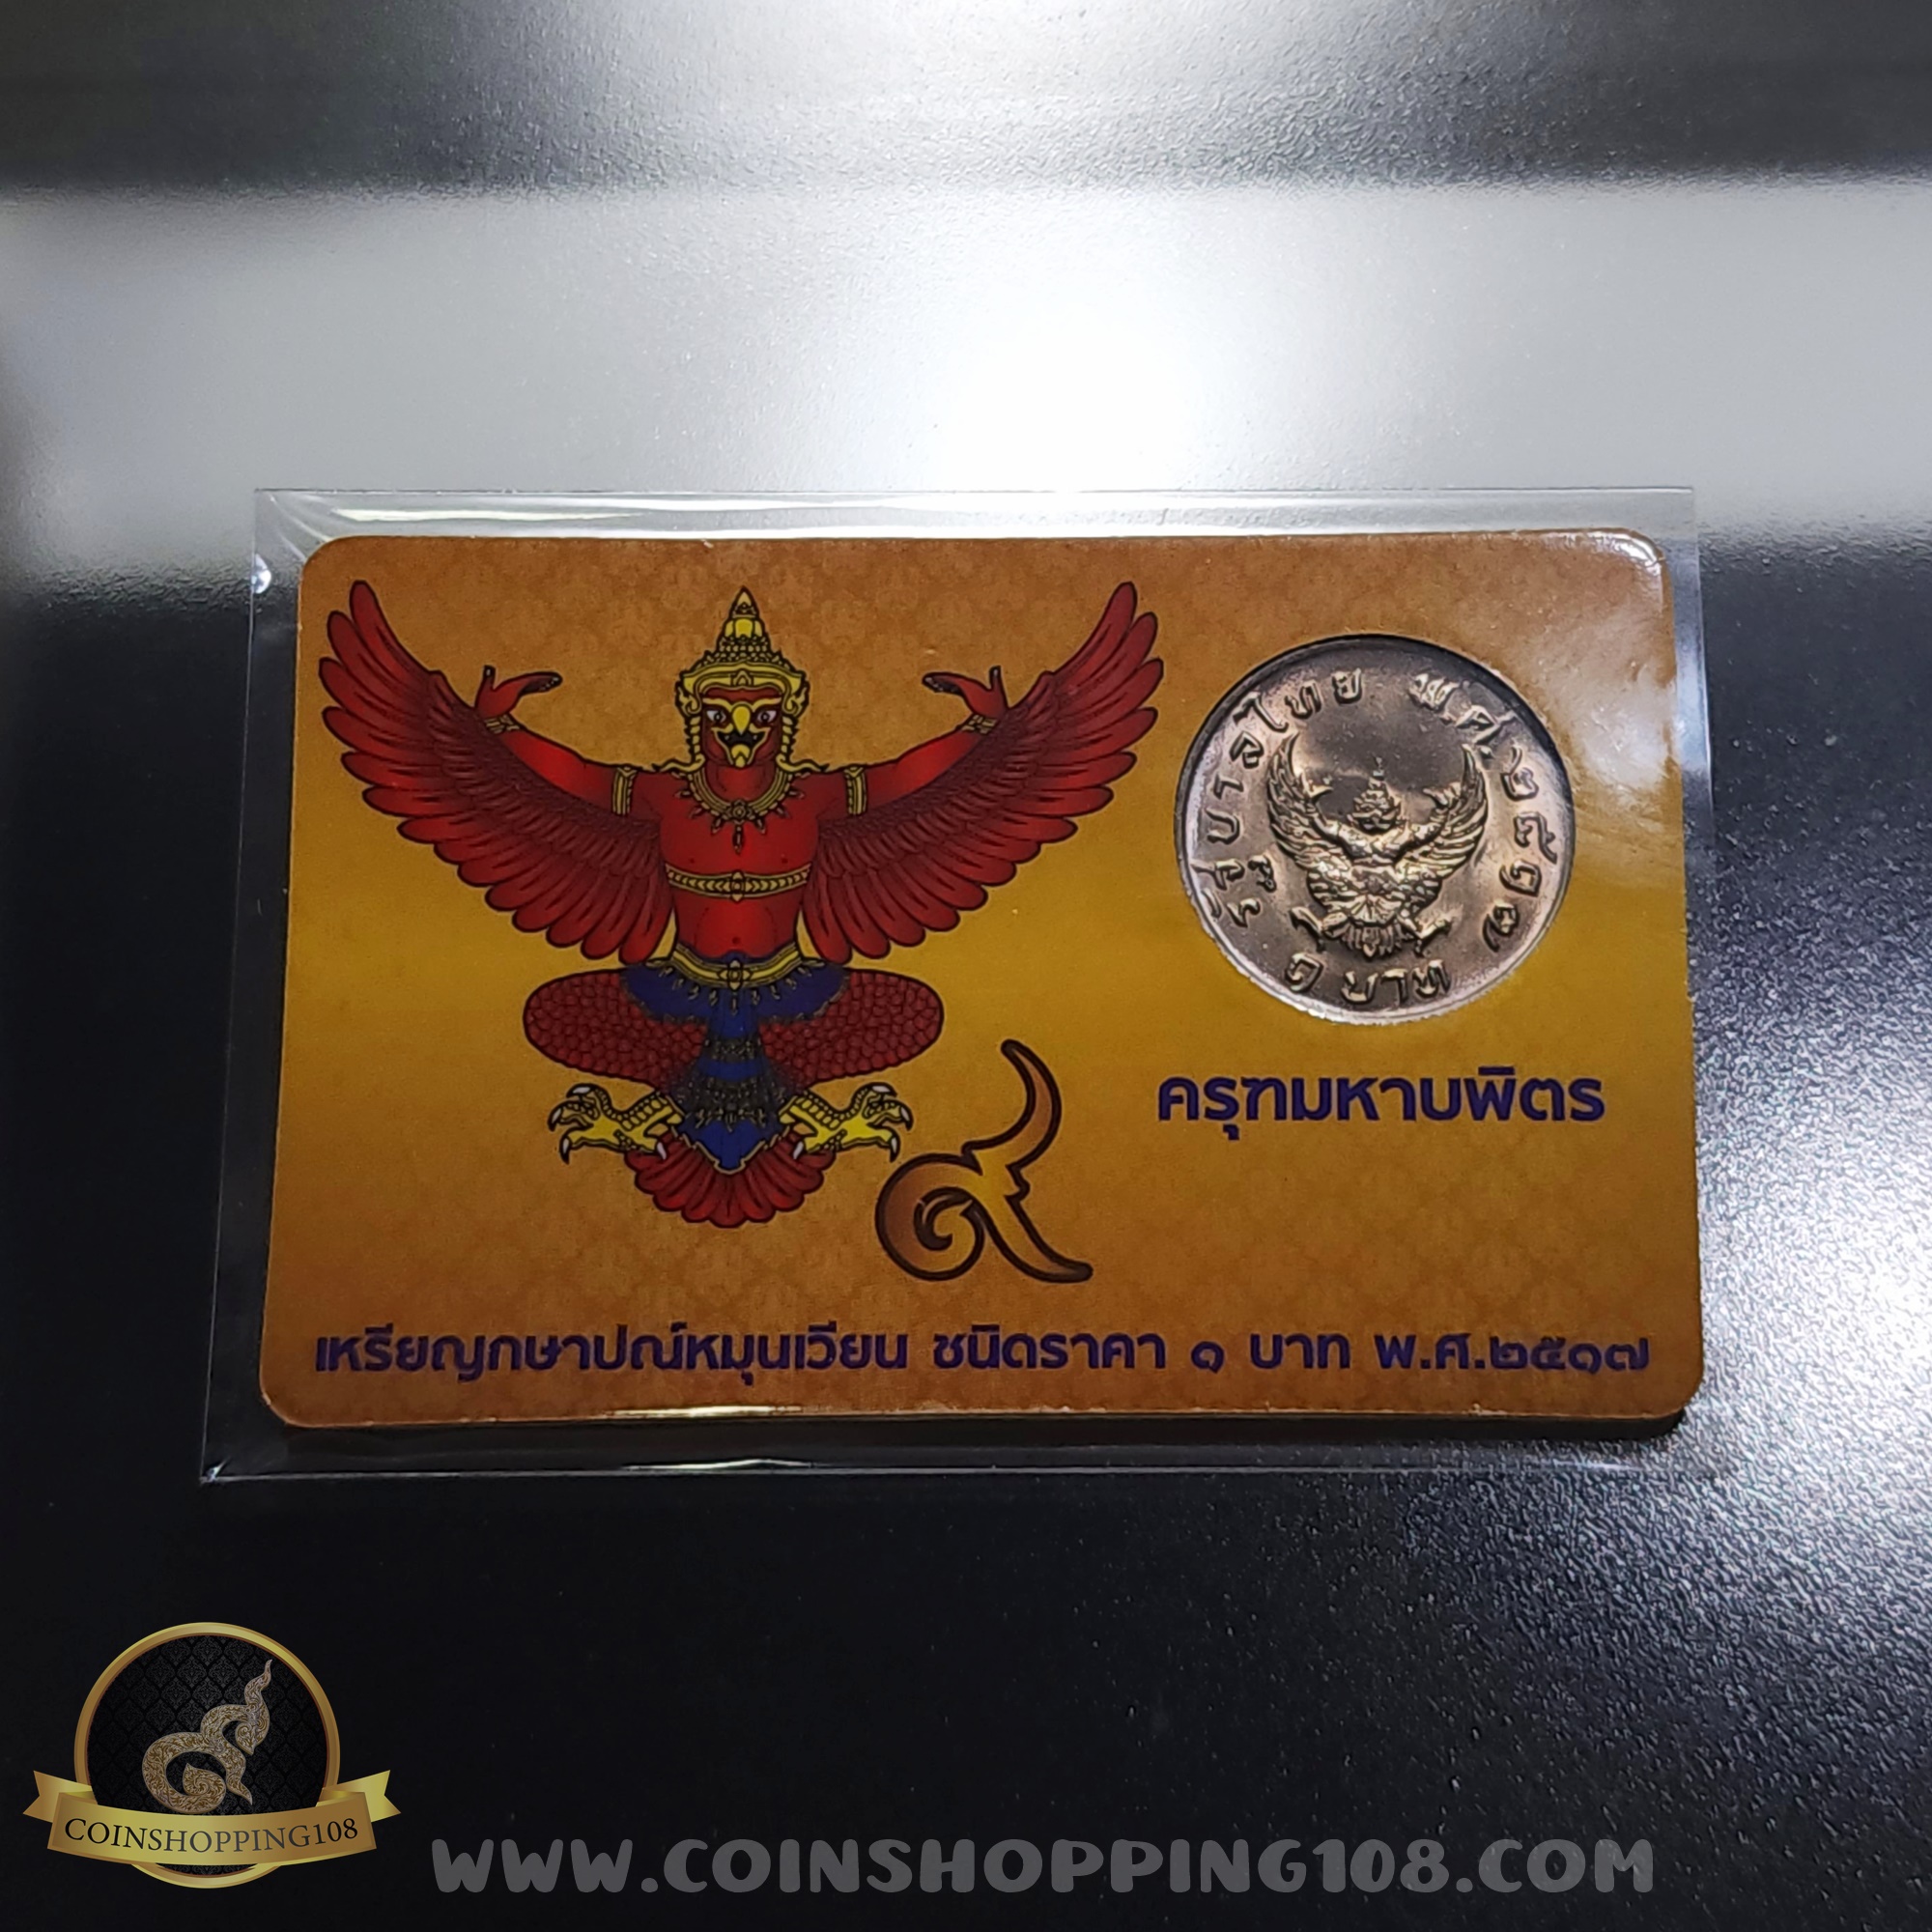 รัฐบาลไทย พ.ศ.๒๕๑๗
๑ บาท
ครุฑมหาบพิตร
๙
เหรียญกษาปณ์หมุนเวียน ชนิดราคา ๑ บาท พ.ศ.๒๕๑๗
COINSHOPPING108
WWW.COINSHOPPING108.COM